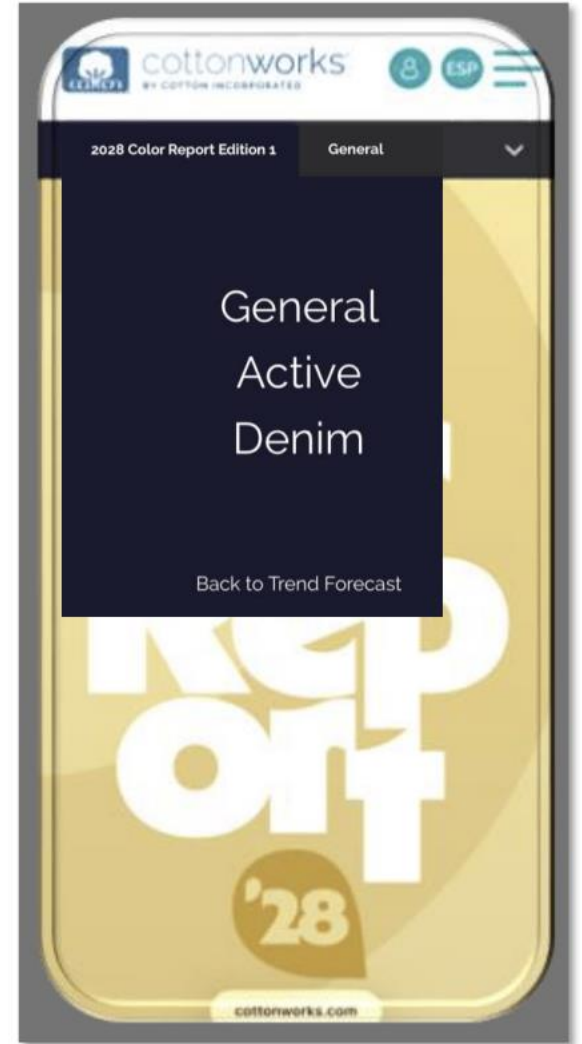 COTTON
cottonworks
BY COTTON INCORPORATED
ESP
2028 Color Report Edition 1
General
General
Active
Denim
Back to Trend Forecast
Rep
ort
'28
cottonworks.com